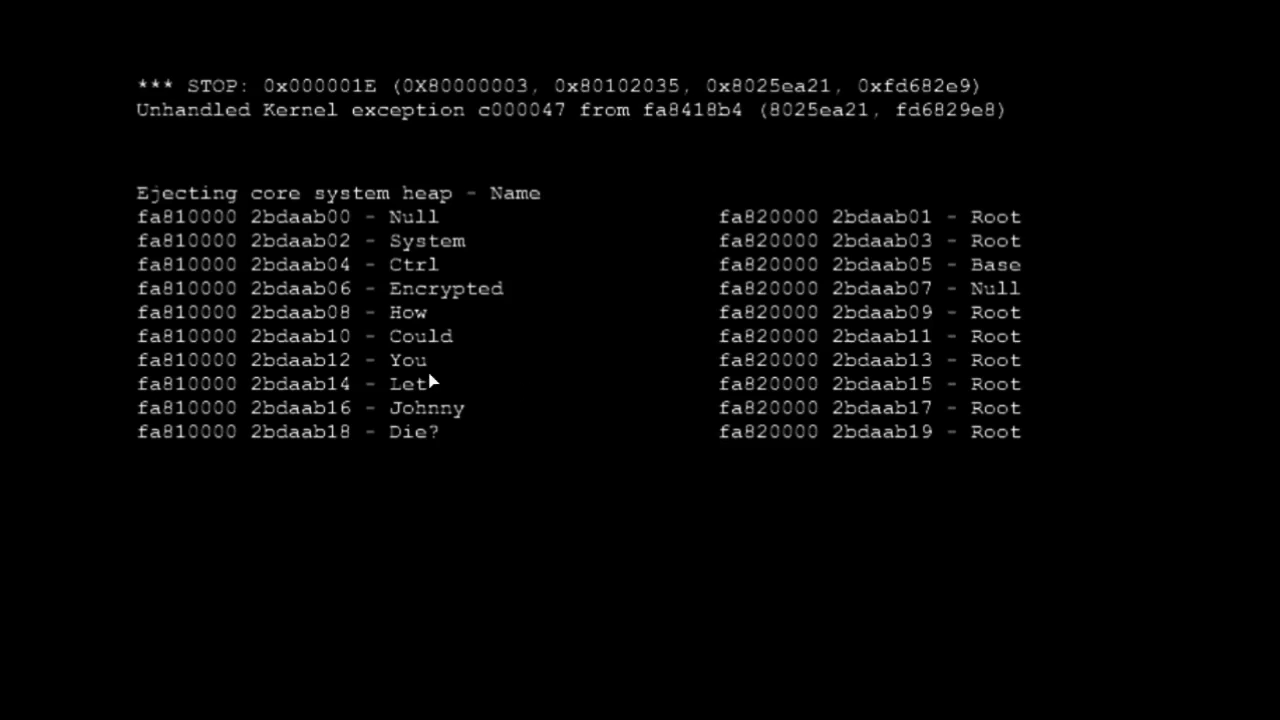 *** STOP: 0x000001E (0X80000003, 0x80102035, 0x8025ea21, 0xfd682e9)
Unhandled Kernel exception c000047 from fa8418b4 (8025ea21, fd6829e8)
Ejecting core system heap - Name
fa810000 2bdaab00 - Null fa820000 2bdaab01 - Root
fa810000 2bdaab02 - System fa820000 2bdaab03 - Root
fa810000 2bdaab04 - Ctrl fa820000 2bdaab05 - Base
fa810000 2bdaab06 - Encrypted fa820000 2bdaab07 - Null
fa810000 2bdaab08 - How fa820000 2bdaab09 - Root
fa810000 2bdaab10 - Could fa820000 2bdaab11 - Root
fa810000 2bdaab12 - You fa820000 2bdaab13 - Root
fa810000 2bdaab14 - Let fa820000 2bdaab15 - Root
fa810000 2bdaab16 - Johnny fa820000 2bdaab17 - Root
fa810000 2bdaab18 - Die? fa820000 2bdaab19 - Root